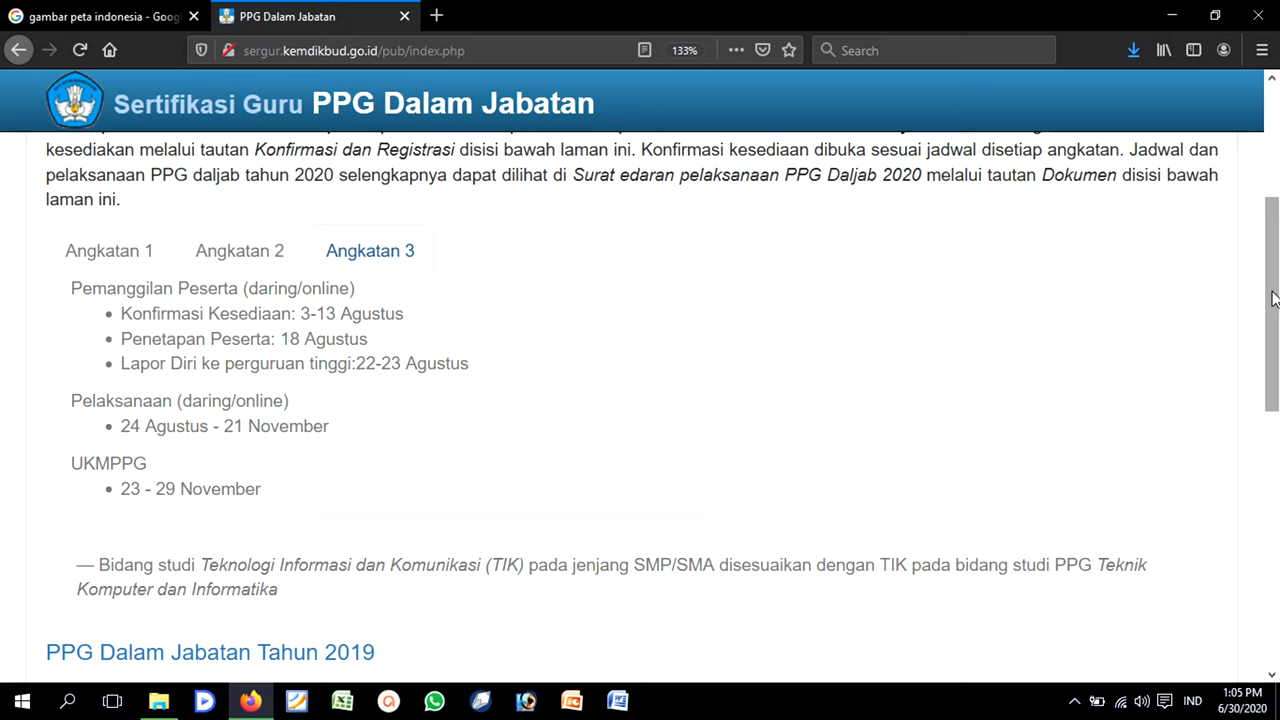 gambar peta indonesia - Goog
PPG Dalam Jabatan
sergur.kemdikbud.go.id/pub/index.php
133%
Search
Sertifikasi Guru PPG Dalam Jabatan
kesediakan melalui tautan Konfirmasi dan Registrasi disisi bawah laman ini. Konfirmasi kesediaan dibuka sesuai jadwal disetiap angkatan. Jadwal dan
pelaksanaan PPG daljab tahun 2020 selengkapnya dapat dilihat di Surat edaran pelaksanaan PPG Daljab 2020 melalui tautan Dokumen disisi bawah
laman ini.
Angkatan 1
Angkatan 2
Angkatan 3
Pemanggilan Peserta (daring/online)
• Konfirmasi Kesediaan: 3-13 Agustus
• Penetapan Peserta: 18 Agustus
• Lapor Diri ke perguruan tinggi:22-23 Agustus
Pelaksanaan (daring/online)
• 24 Agustus - 21 November
UKMPPG
• 23 - 29 November
— Bidang studi Teknologi Informasi dan Komunikasi (TIK) pada jenjang SMP/SMA disesuaikan dengan TIK pada bidang studi PPG Teknik
Komputer dan Informatika
PPG Dalam Jabatan Tahun 2019
IND
1:05 PM
6/30/2020